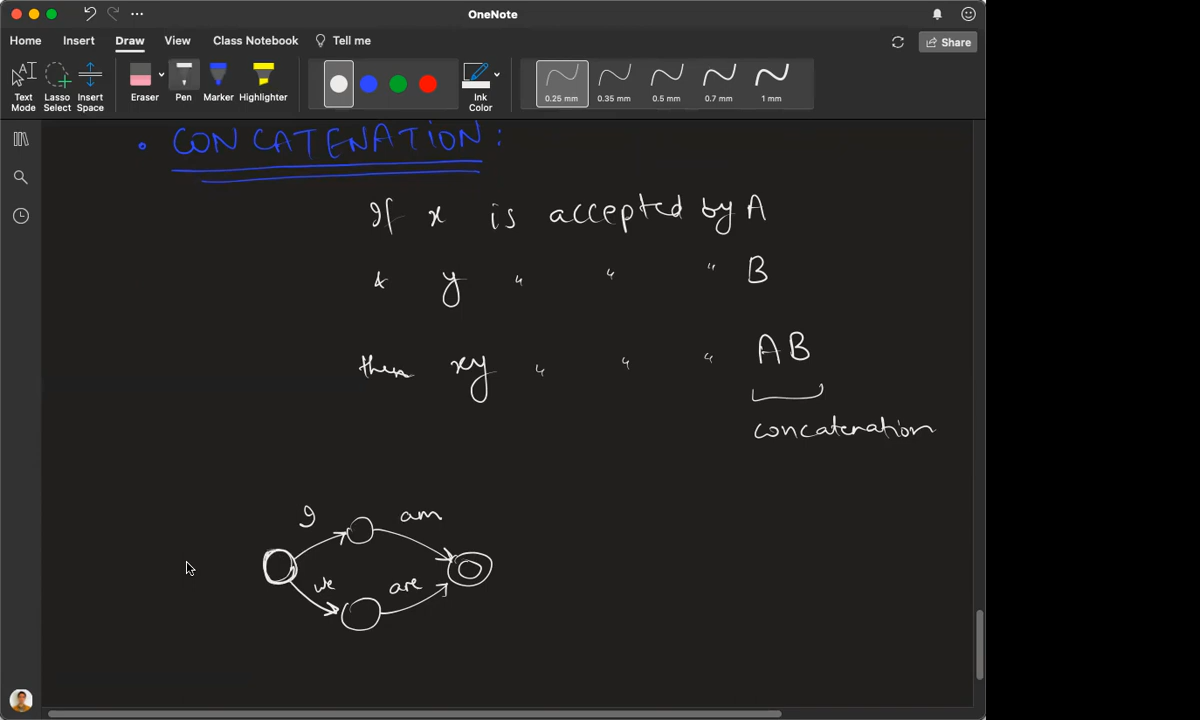 OneNote
Home Insert Draw View Class Notebook Tell me
Share
Text Mode
Lasso Select
Insert Space
Eraser
Pen
Marker
Highlighter
Ink Color
0.25 mm
0.35 mm
0.5 mm
0.7 mm
1 mm
• CONCATENATION:
If x is accepted by A
& y " " " B
then xy " " " AB
concatenation
I am
we are